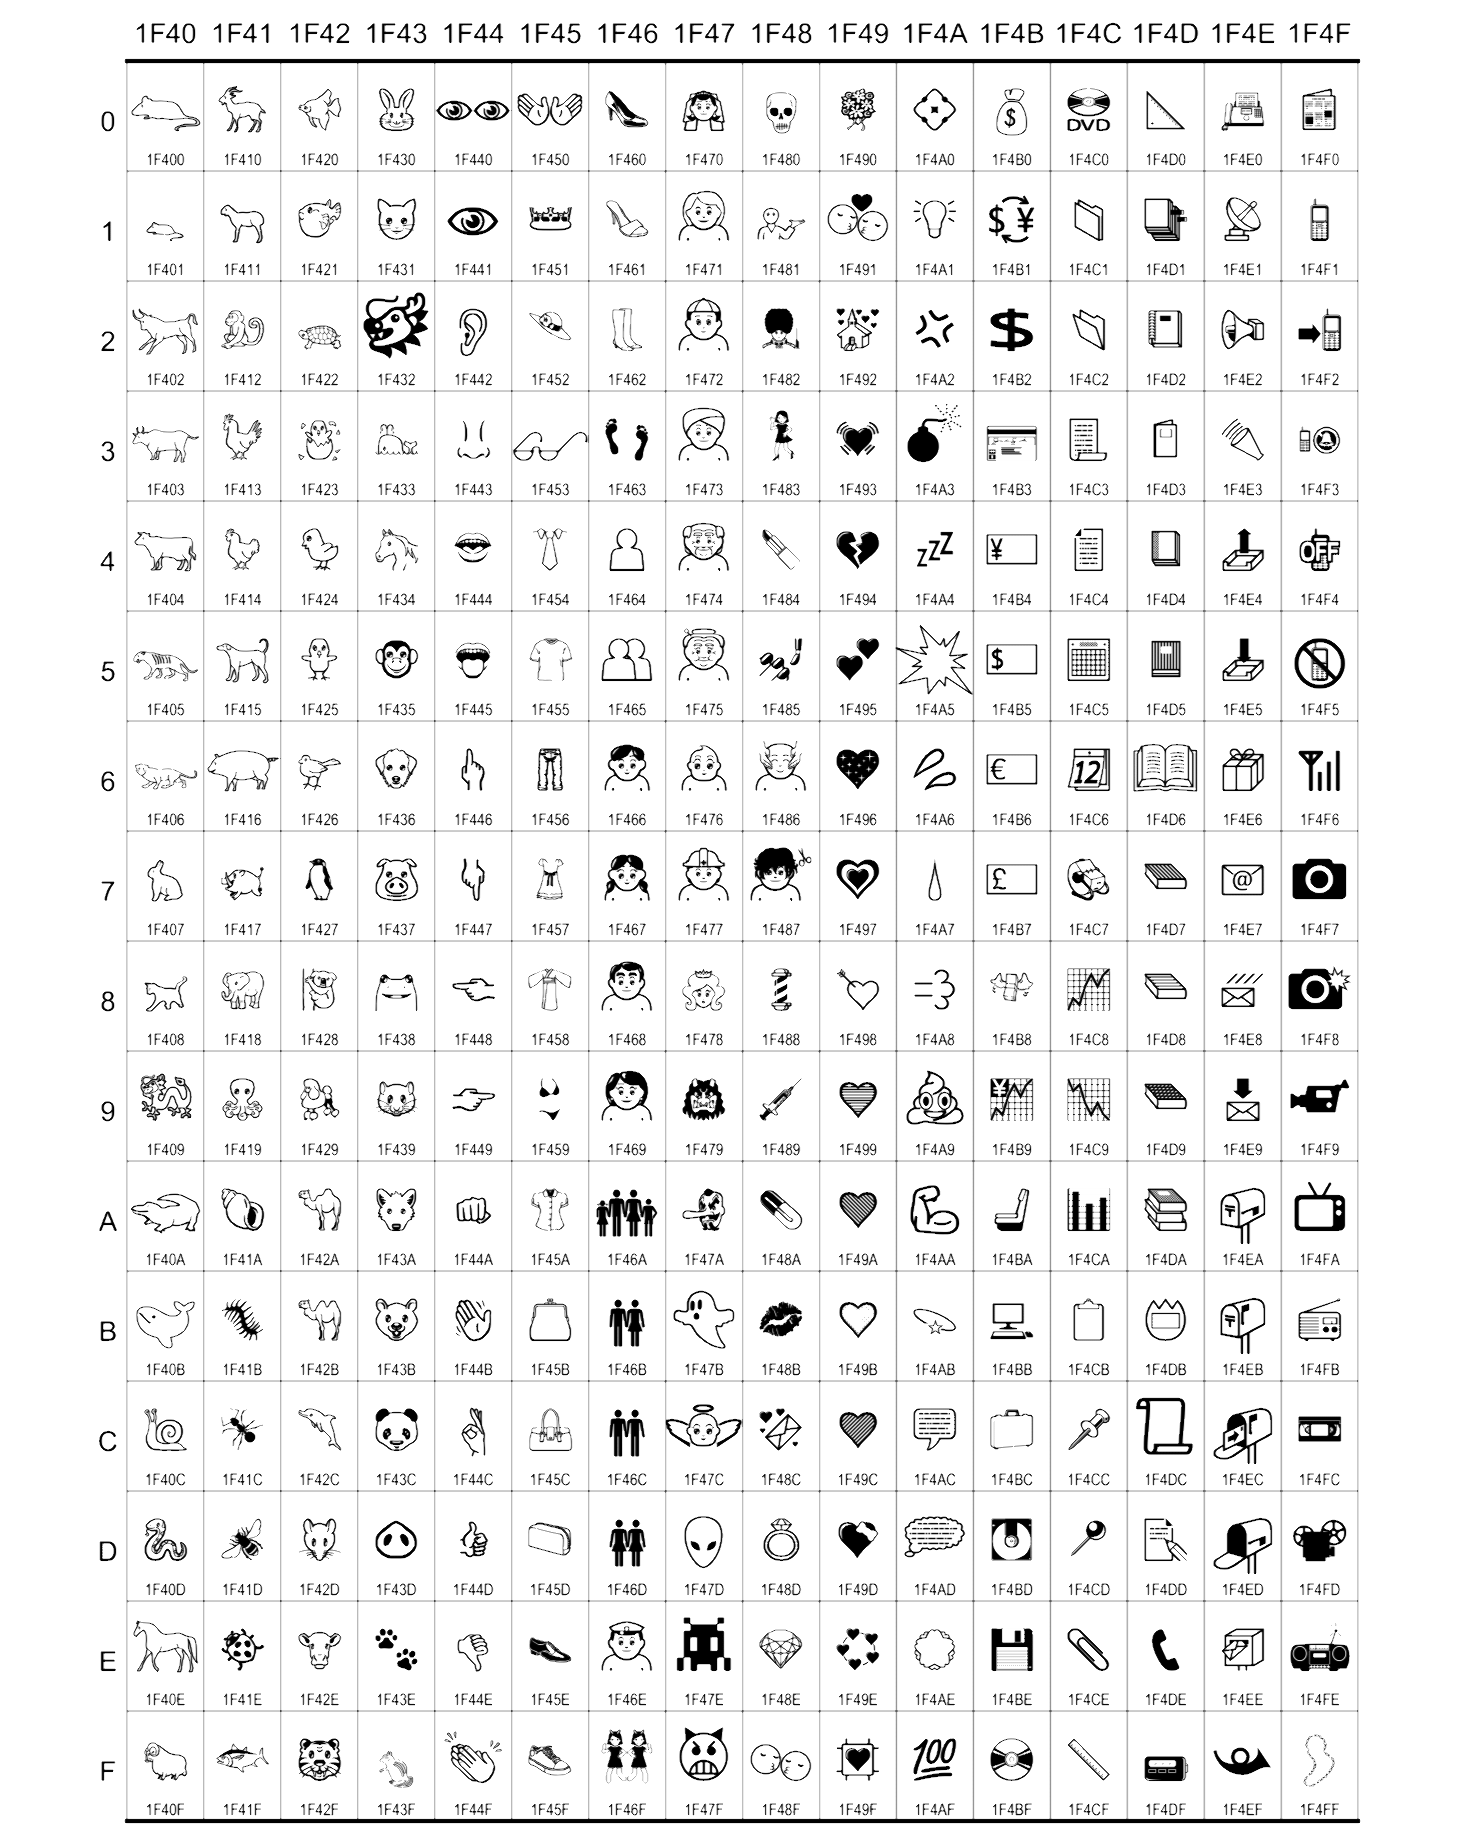 1F40 1F41 1F42 1F43 1F44 1F45 1F46 1F47 1F48 1F49 1F4A 1F4B 1F4C 1F4D 1F4E 1F4F
0 $ DVD
1F400 1F410 1F420 1F430 1F440 1F450 1F460 1F470 1F480 1F490 1F4A0 1F4B0 1F4C0 1F4D0 1F4E0 1F4F0
1 $ ¥
1F401 1F411 1F421 1F431 1F441 1F451 1F461 1F471 1F481 1F491 1F4A1 1F4B1 1F4C1 1F4D1 1F4E1 1F4F1
2 $
1F402 1F412 1F422 1F432 1F442 1F452 1F462 1F472 1F482 1F492 1F4A2 1F4B2 1F4C2 1F4D2 1F4E2 1F4F2
3
1F403 1F413 1F423 1F433 1F443 1F453 1F463 1F473 1F483 1F493 1F4A3 1F4B3 1F4C3 1F4D3 1F4E3 1F4F3
4 zZZ ¥ OFF
1F404 1F414 1F424 1F434 1F444 1F454 1F464 1F474 1F484 1F494 1F4A4 1F4B4 1F4C4 1F4D4 1F4E4 1F4F4
5 $
1F405 1F415 1F425 1F435 1F445 1F455 1F465 1F475 1F485 1F495 1F4A5 1F4B5 1F4C5 1F4D5 1F4E5 1F4F5
6 € 12
1F406 1F416 1F426 1F436 1F446 1F456 1F466 1F476 1F486 1F496 1F4A6 1F4B6 1F4C6 1F4D6 1F4E6 1F4F6
7 £ @
1F407 1F417 1F427 1F437 1F447 1F457 1F467 1F477 1F487 1F497 1F4A7 1F4B7 1F4C7 1F4D7 1F4E7 1F4F7
8
1F408 1F418 1F428 1F438 1F448 1F458 1F468 1F478 1F488 1F498 1F4A8 1F4B8 1F4C8 1F4D8 1F4E8 1F4F8
9 ¥
1F409 1F419 1F429 1F439 1F449 1F459 1F469 1F479 1F489 1F499 1F4A9 1F4B9 1F4C9 1F4D9 1F4E9 1F4F9
A
1F40A 1F41A 1F42A 1F43A 1F44A 1F45A 1F46A 1F47A 1F48A 1F49A 1F4AA 1F4BA 1F4CA 1F4DA 1F4EA 1F4FA
B
1F40B 1F41B 1F42B 1F43B 1F44B 1F45B 1F46B 1F47B 1F48B 1F49B 1F4AB 1F4BB 1F4CB 1F4DB 1F4EB 1F4FB
C
1F40C 1F41C 1F42C 1F43C 1F44C 1F45C 1F46C 1F47C 1F48C 1F49C 1F4AC 1F4BC 1F4CC 1F4DC 1F4EC 1F4FC
D
1F40D 1F41D 1F42D 1F43D 1F44D 1F45D 1F46D 1F47D 1F48D 1F49D 1F4AD 1F4BD 1F4CD 1F4DD 1F4ED 1F4FD
E
1F40E 1F41E 1F42E 1F43E 1F44E 1F45E 1F46E 1F47E 1F48E 1F49E 1F4AE 1F4BE 1F4CE 1F4DE 1F4EE 1F4FE
F 100
1F40F 1F41F 1F42F 1F43F 1F44F 1F45F 1F46F 1F47F 1F48F 1F49F 1F4AF 1F4BF 1F4CF 1F4DF 1F4EF 1F4FF